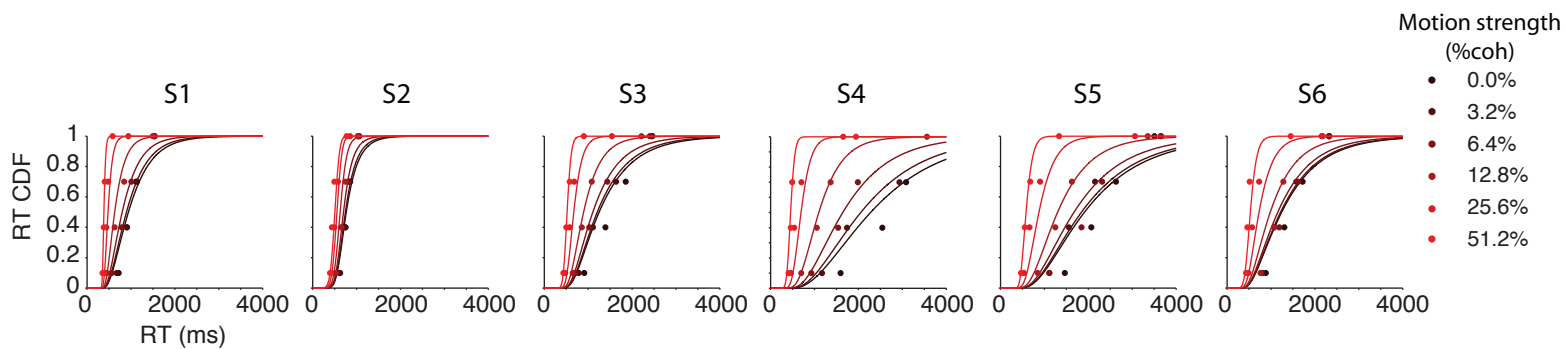 Motion strength
(%coh)
0.0%
3.2%
6.4%
12.8%
25.6%
51.2%
S1
S2
S3
S4
S5
S6
RT CDF
1
0.8
0.6
0.4
0.2
0
0 2000 4000
0 2000 4000
0 2000 4000
0 2000 4000
0 2000 4000
0 2000 4000
RT (ms)